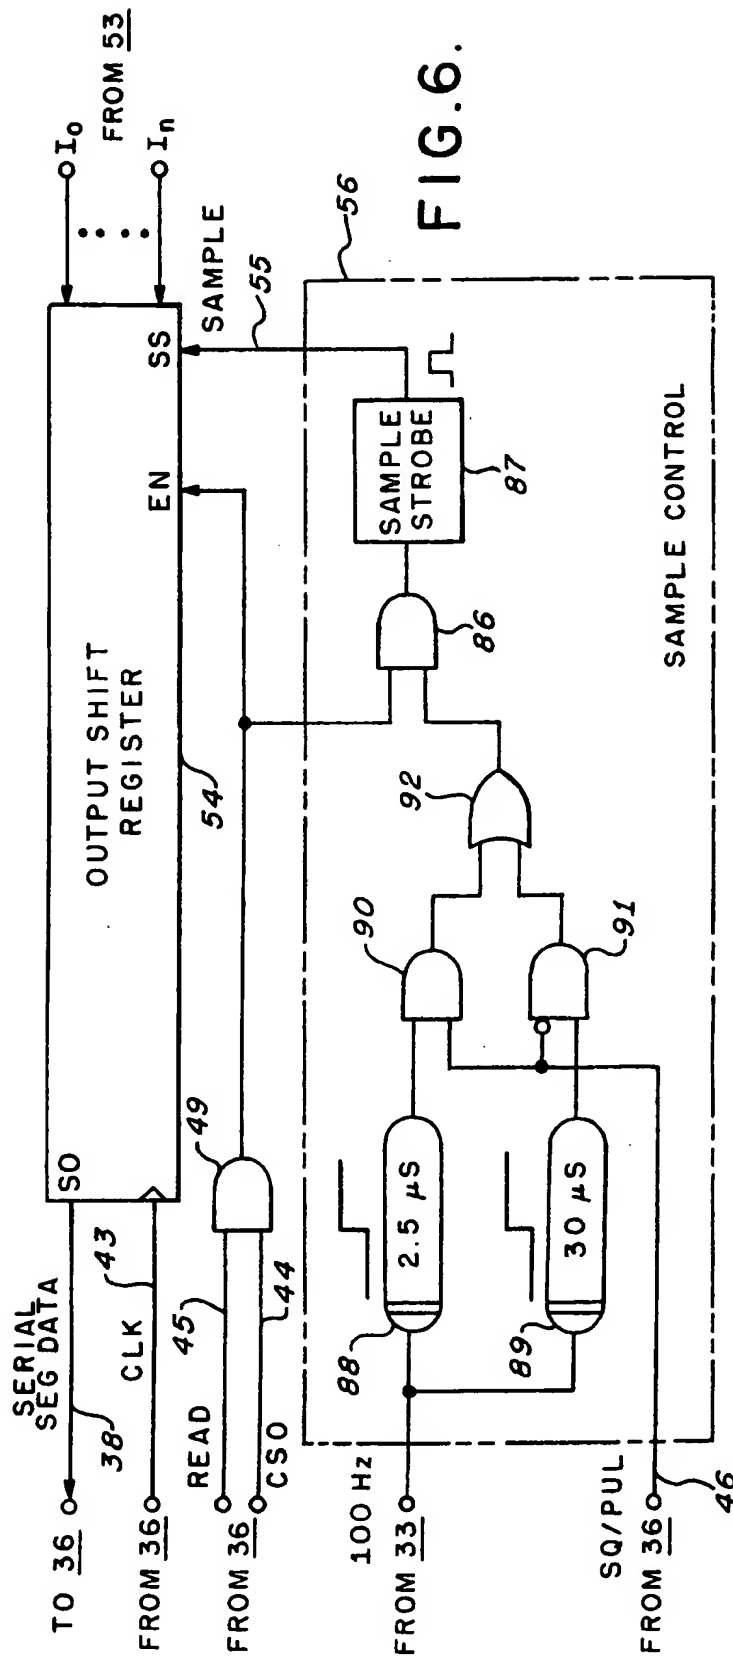 TO 36
SERIAL
SEG DATA
38
SO
OUTPUT SHIFT
REGISTER
54
EN
SS
I0
FROM 53
In
SAMPLE
55
FROM 36
CLK
43
READ
45
49
FROM 36
CSO
44
56
FIG.6.
100 Hz
FROM 33
88
2.5 µS
90
92
86
SAMPLE
STROBE
87
89
30 µS
91
SQ/PUL
FROM 36
46
SAMPLE CONTROL